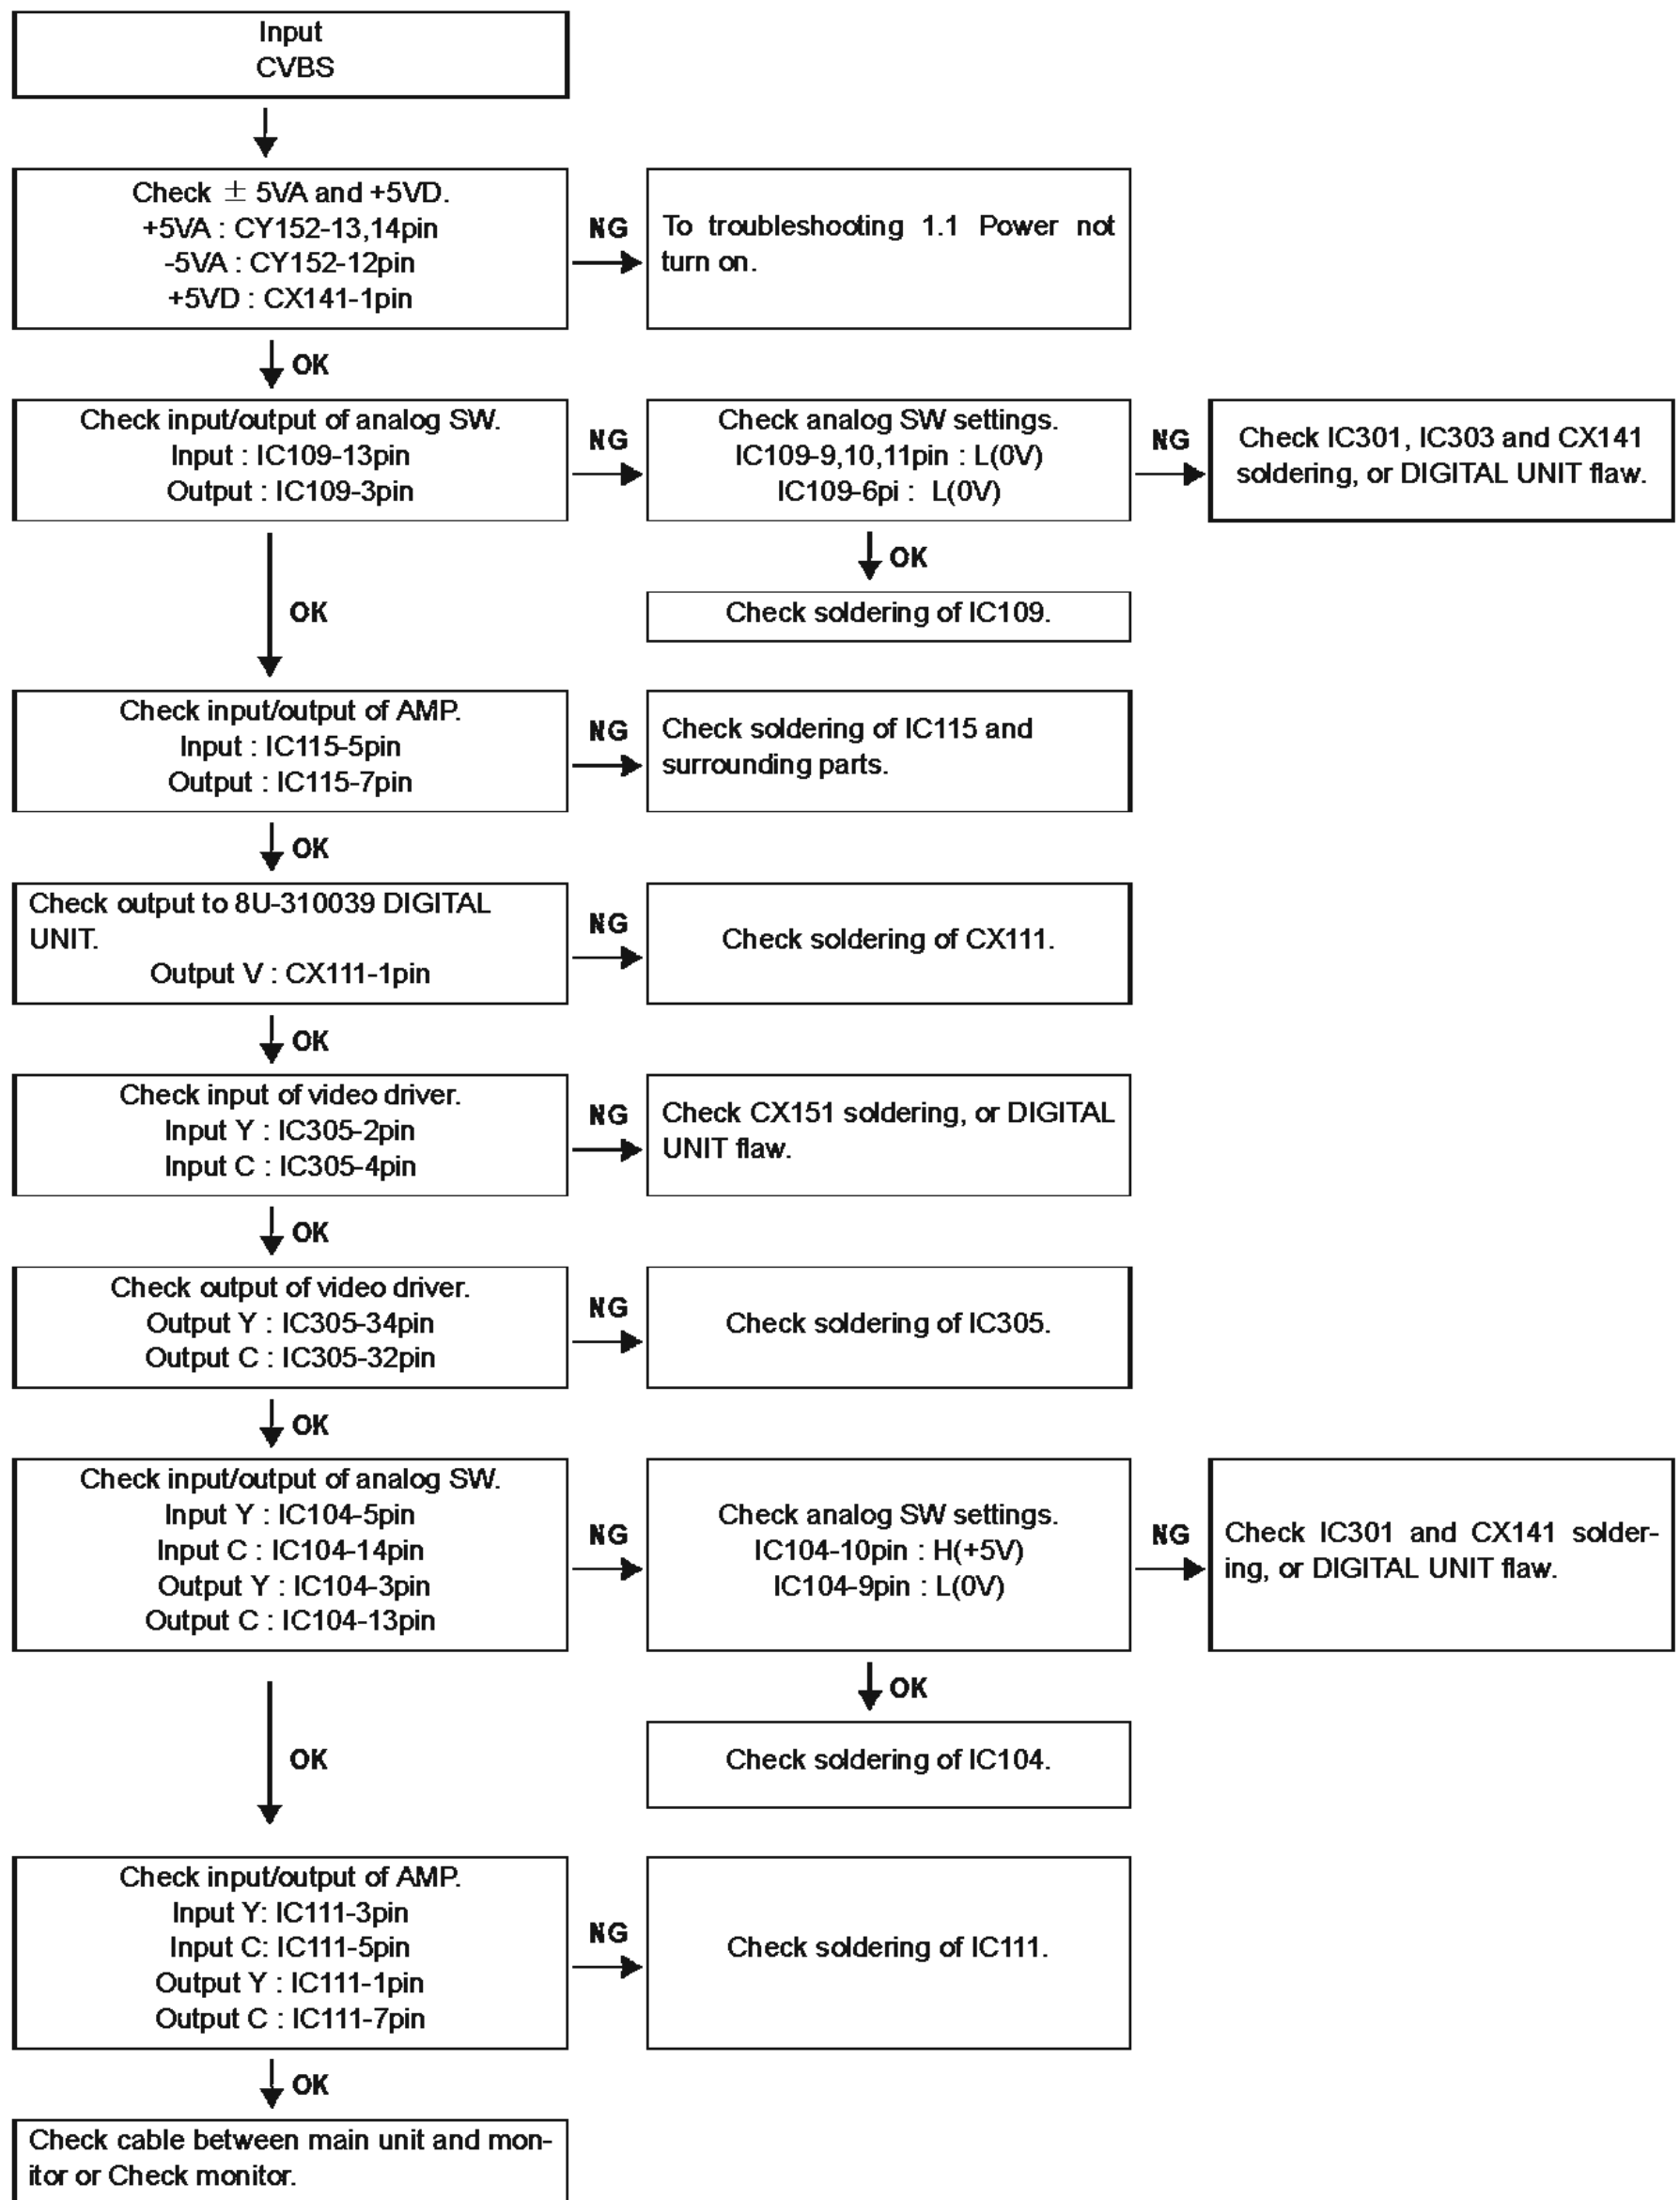 Input
CVBS
Check ± 5VA and +5VD.
+5VA : CY152-13,14pin
-5VA : CY152-12pin
+5VD : CX141-1pin
NG
To troubleshooting 1.1 Power not
turn on.
OK
Check input/output of analog SW.
Input : IC109-13pin
Output : IC109-3pin
NG
Check analog SW settings.
IC109-9,10,11pin : L(0V)
IC109-6pi : L(0V)
NG
Check IC301, IC303 and CX141
soldering, or DIGITAL UNIT flaw.
OK
Check soldering of IC109.
OK
Check input/output of AMP.
Input : IC115-5pin
Output : IC115-7pin
NG
Check soldering of IC115 and
surrounding parts.
OK
Check output to 8U-310039 DIGITAL
UNIT.
Output V : CX111-1pin
NG
Check soldering of CX111.
OK
Check input of video driver.
Input Y : IC305-2pin
Input C : IC305-4pin
NG
Check CX151 soldering, or DIGITAL
UNIT flaw.
OK
Check output of video driver.
Output Y : IC305-34pin
Output C : IC305-32pin
NG
Check soldering of IC305.
OK
Check input/output of analog SW.
Input Y : IC104-5pin
Input C : IC104-14pin
Output Y : IC104-3pin
Output C : IC104-13pin
NG
Check analog SW settings.
IC104-10pin : H(+5V)
IC104-9pin : L(0V)
NG
Check IC301 and CX141 solder-
ing, or DIGITAL UNIT flaw.
OK
Check soldering of IC104.
OK
Check input/output of AMP.
Input Y: IC111-3pin
Input C: IC111-5pin
Output Y : IC111-1pin
Output C : IC111-7pin
NG
Check soldering of IC111.
OK
Check cable between main unit and mon-
itor or Check monitor.